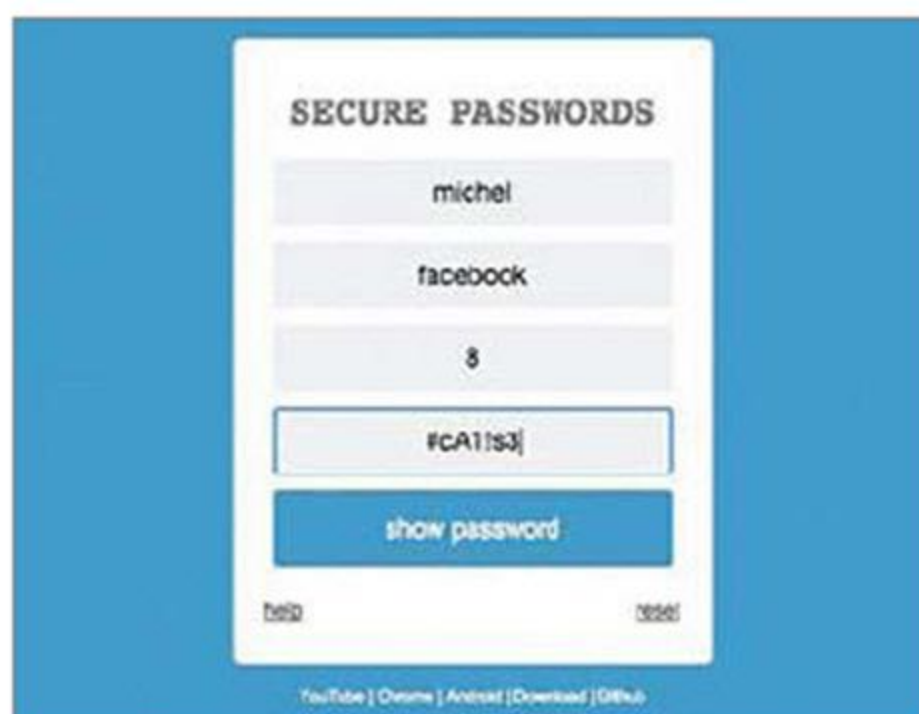 SECURE PASSWORDS
michel
facebook
8
#cA1!s3
show password
help reset
YouTube | Chrome | Android | Download | Github